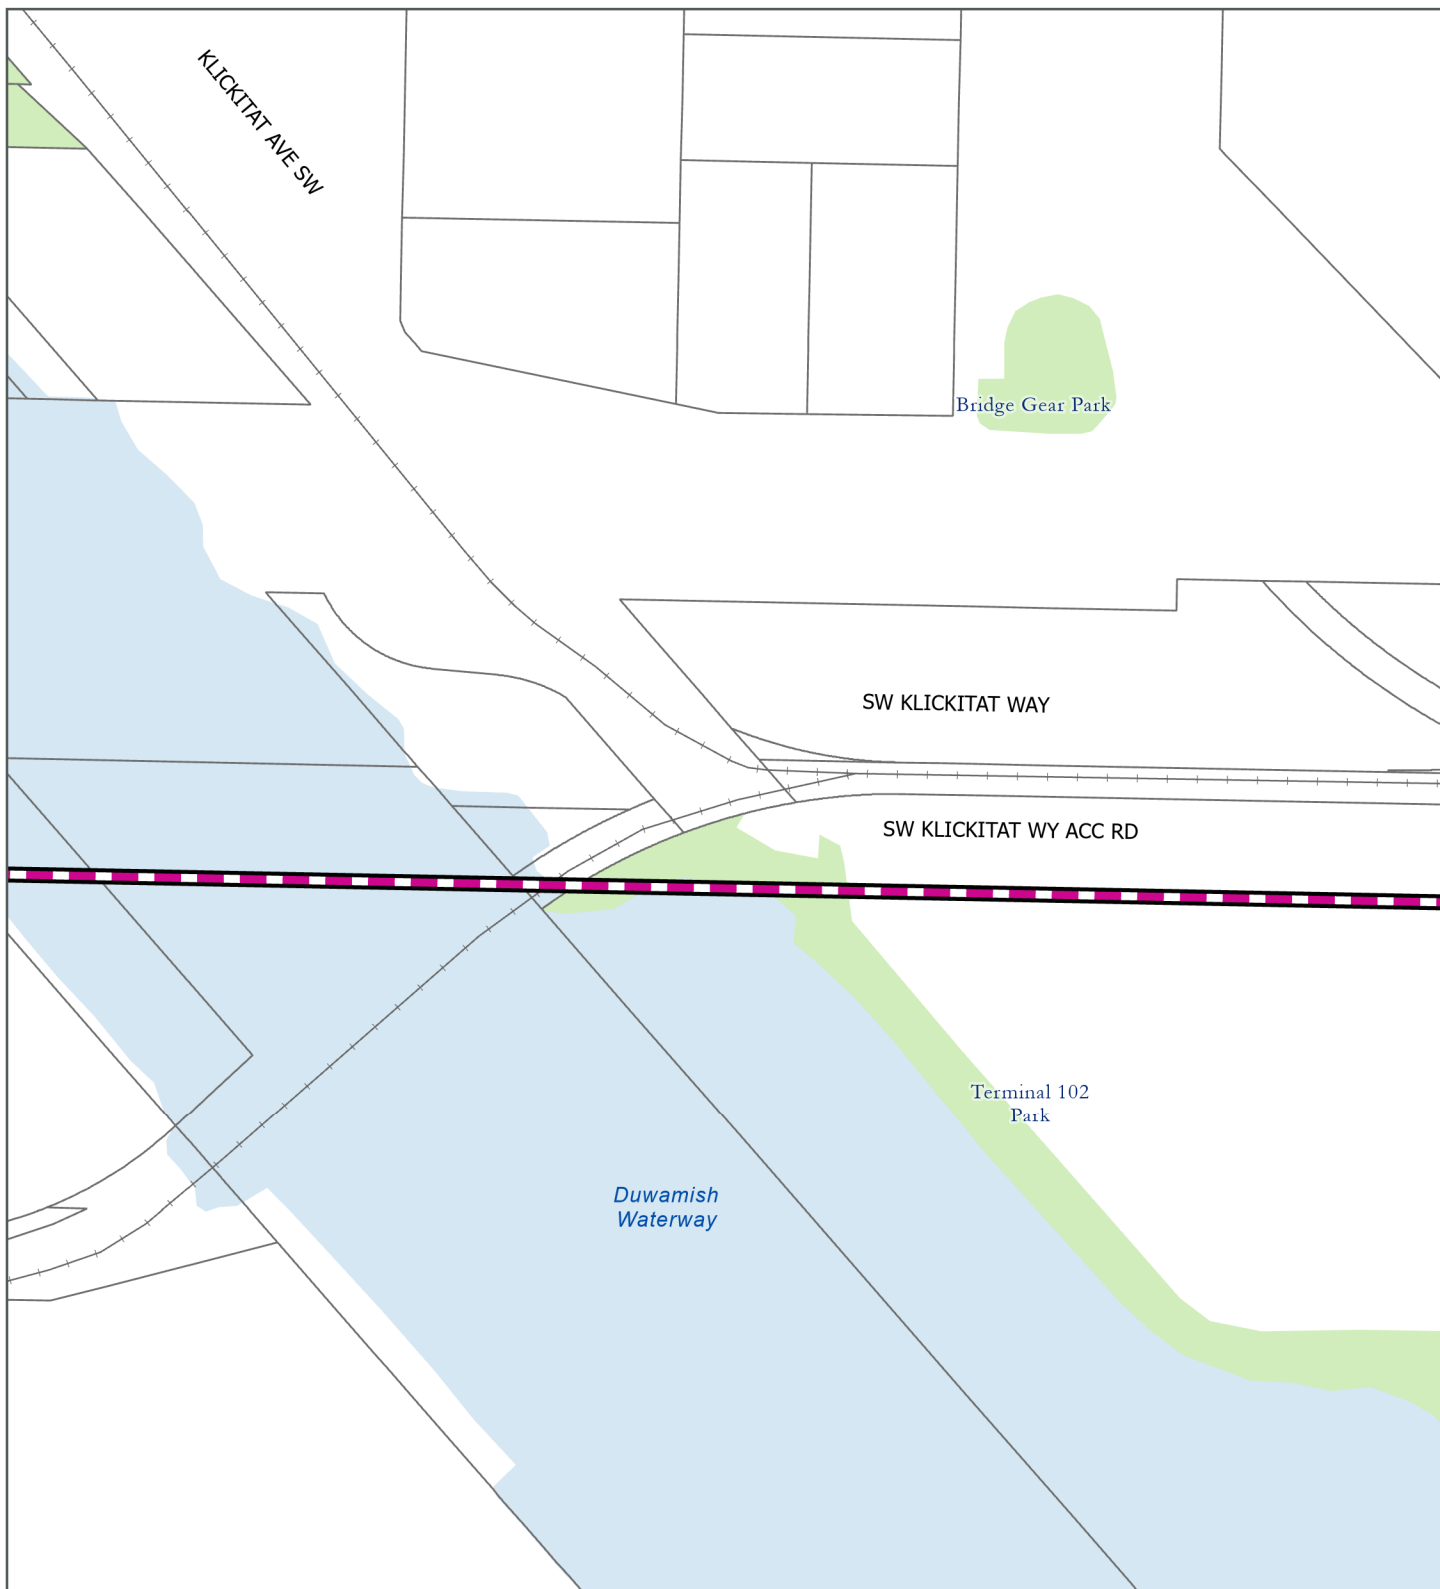 KLICKITAT AVE SW
Bridge Gear Park
SW KLICKITAT WAY
SW KLICKITAT WY ACC RD
Terminal 102
Park
Duwamish
Waterway